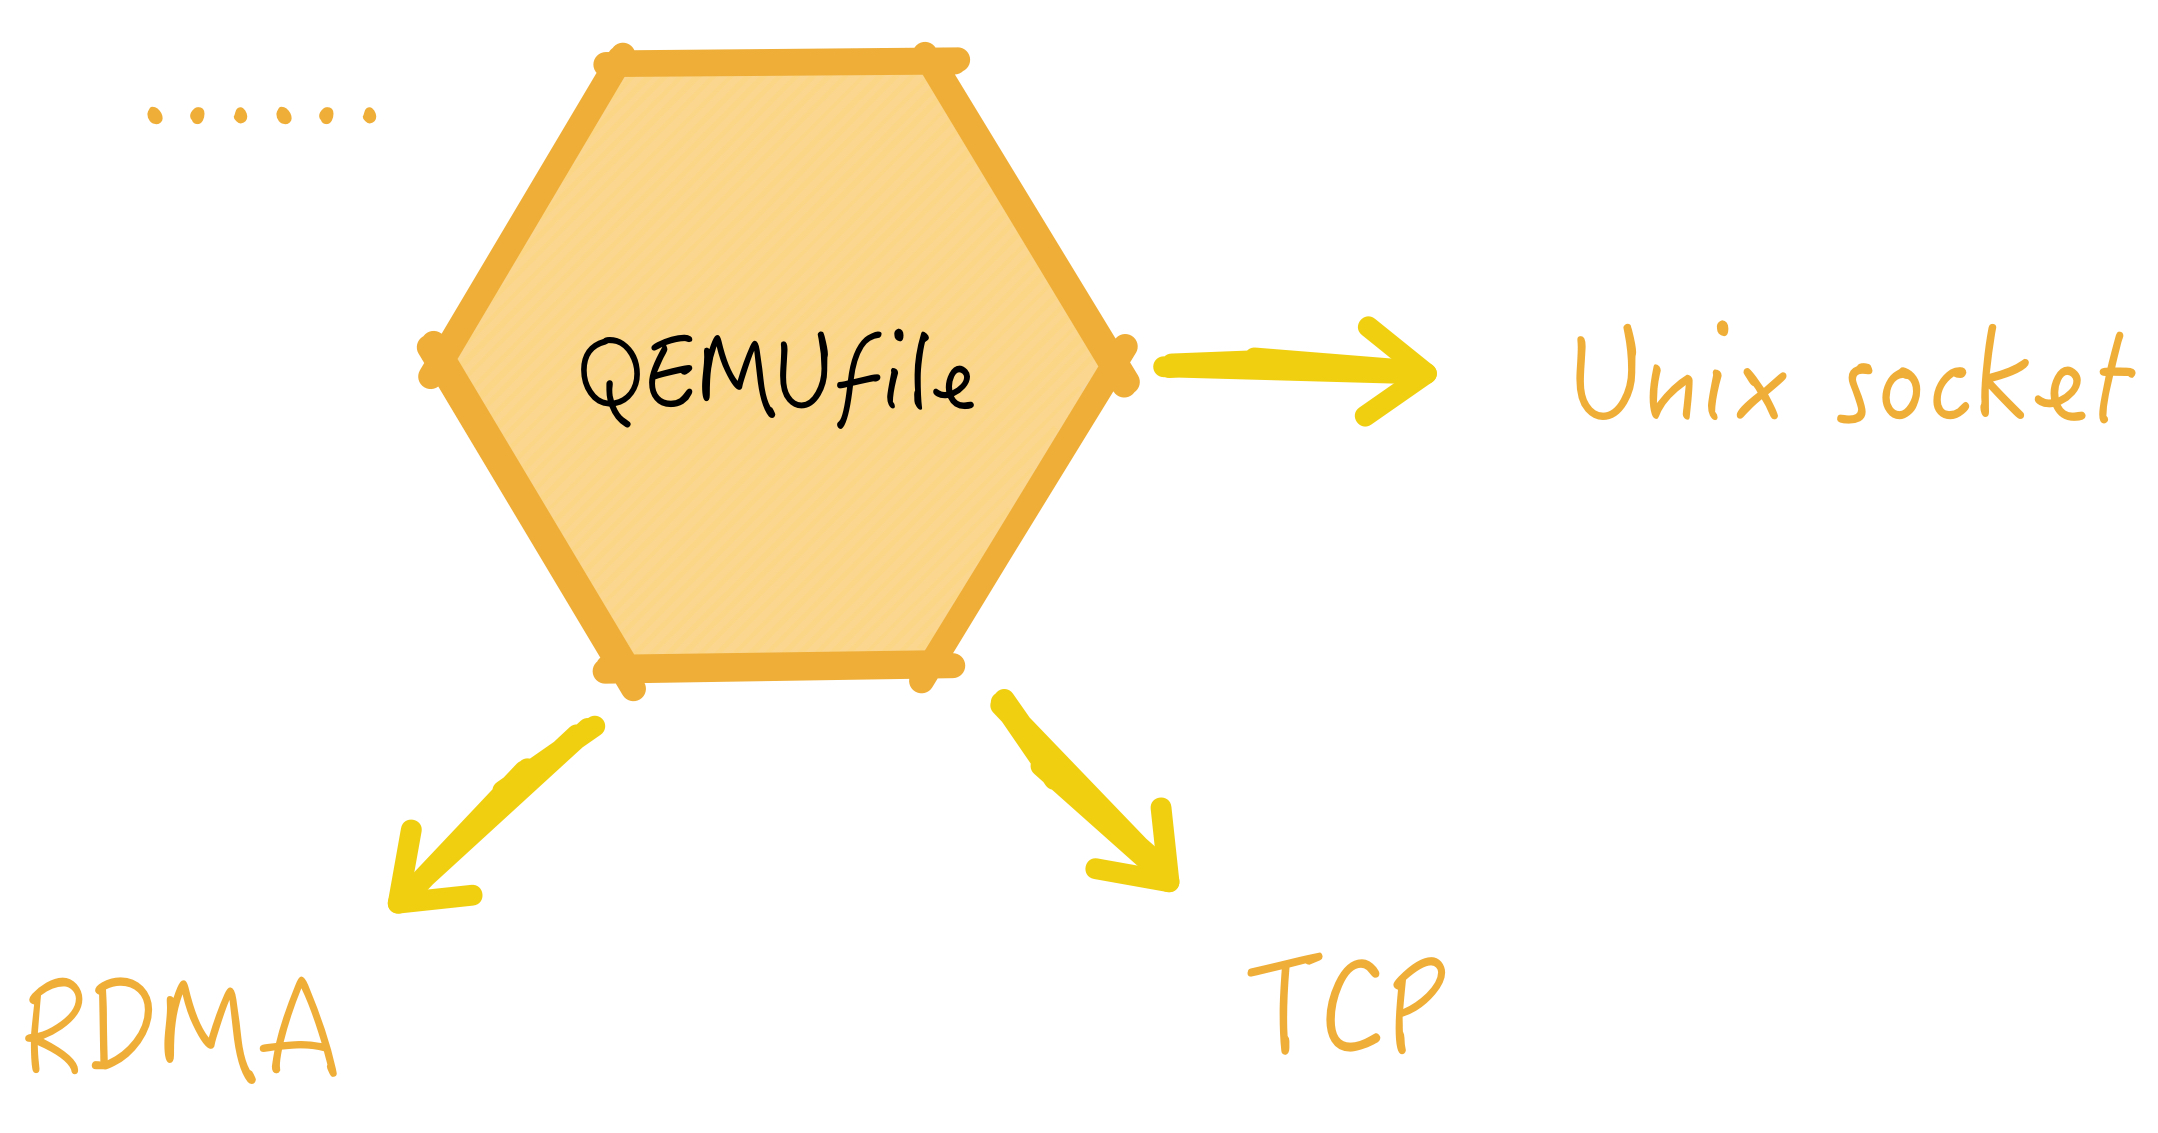 ......
QEMUfile
Unix socket
RDMA
TCP